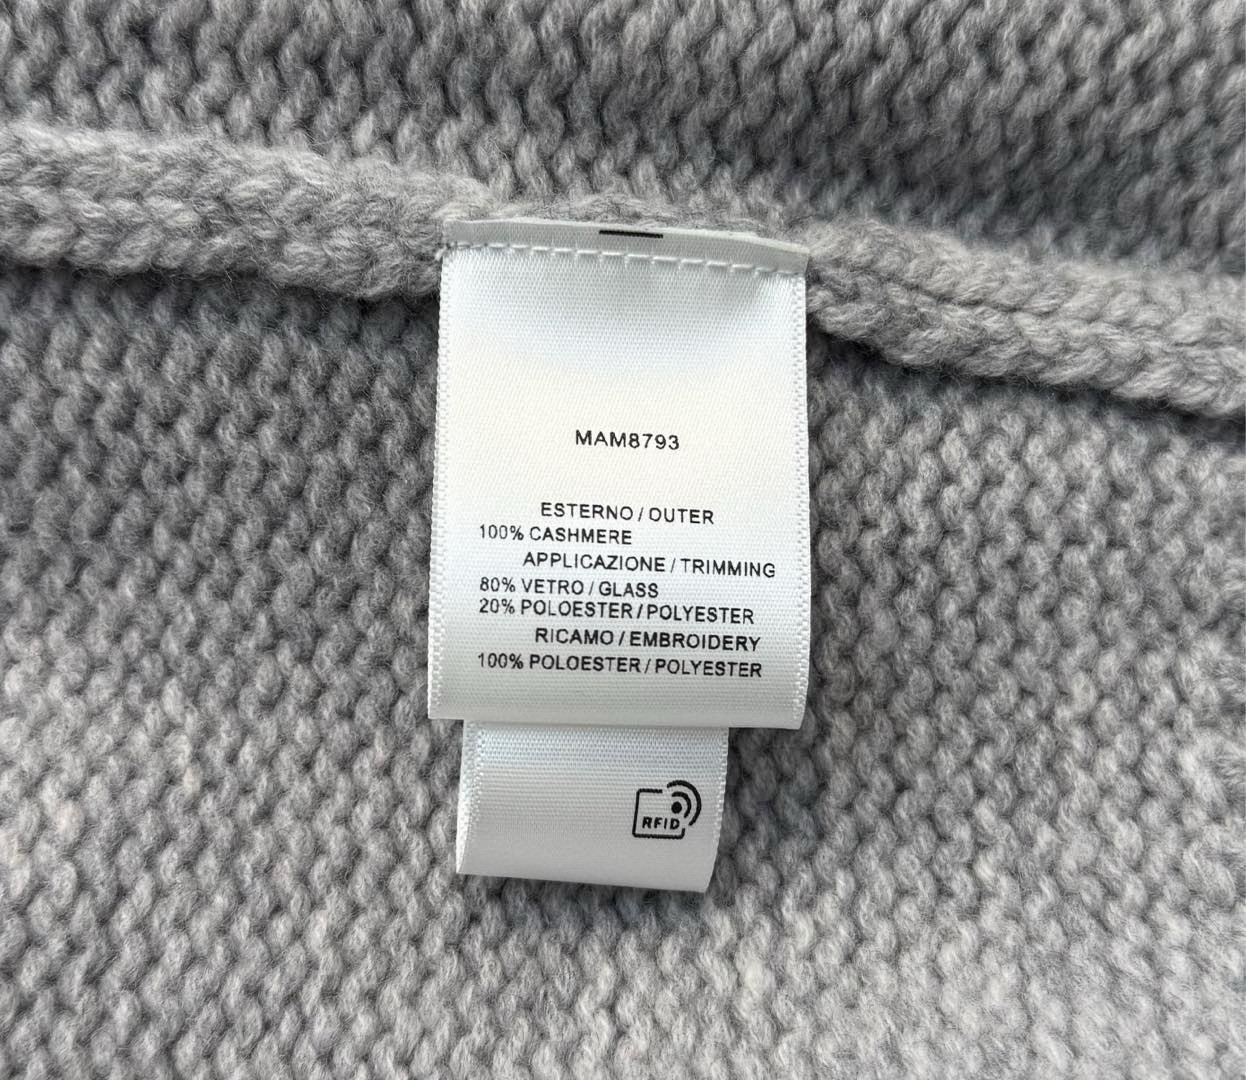 MAM8793
ESTERNO / OUTER
100% CASHMERE
APPLICAZIONE / TRIMMING
80% VETRO / GLASS
20% POLOESTER / POLYESTER
RICAMO / EMBROIDERY
100% POLOESTER / POLYESTER
RFID